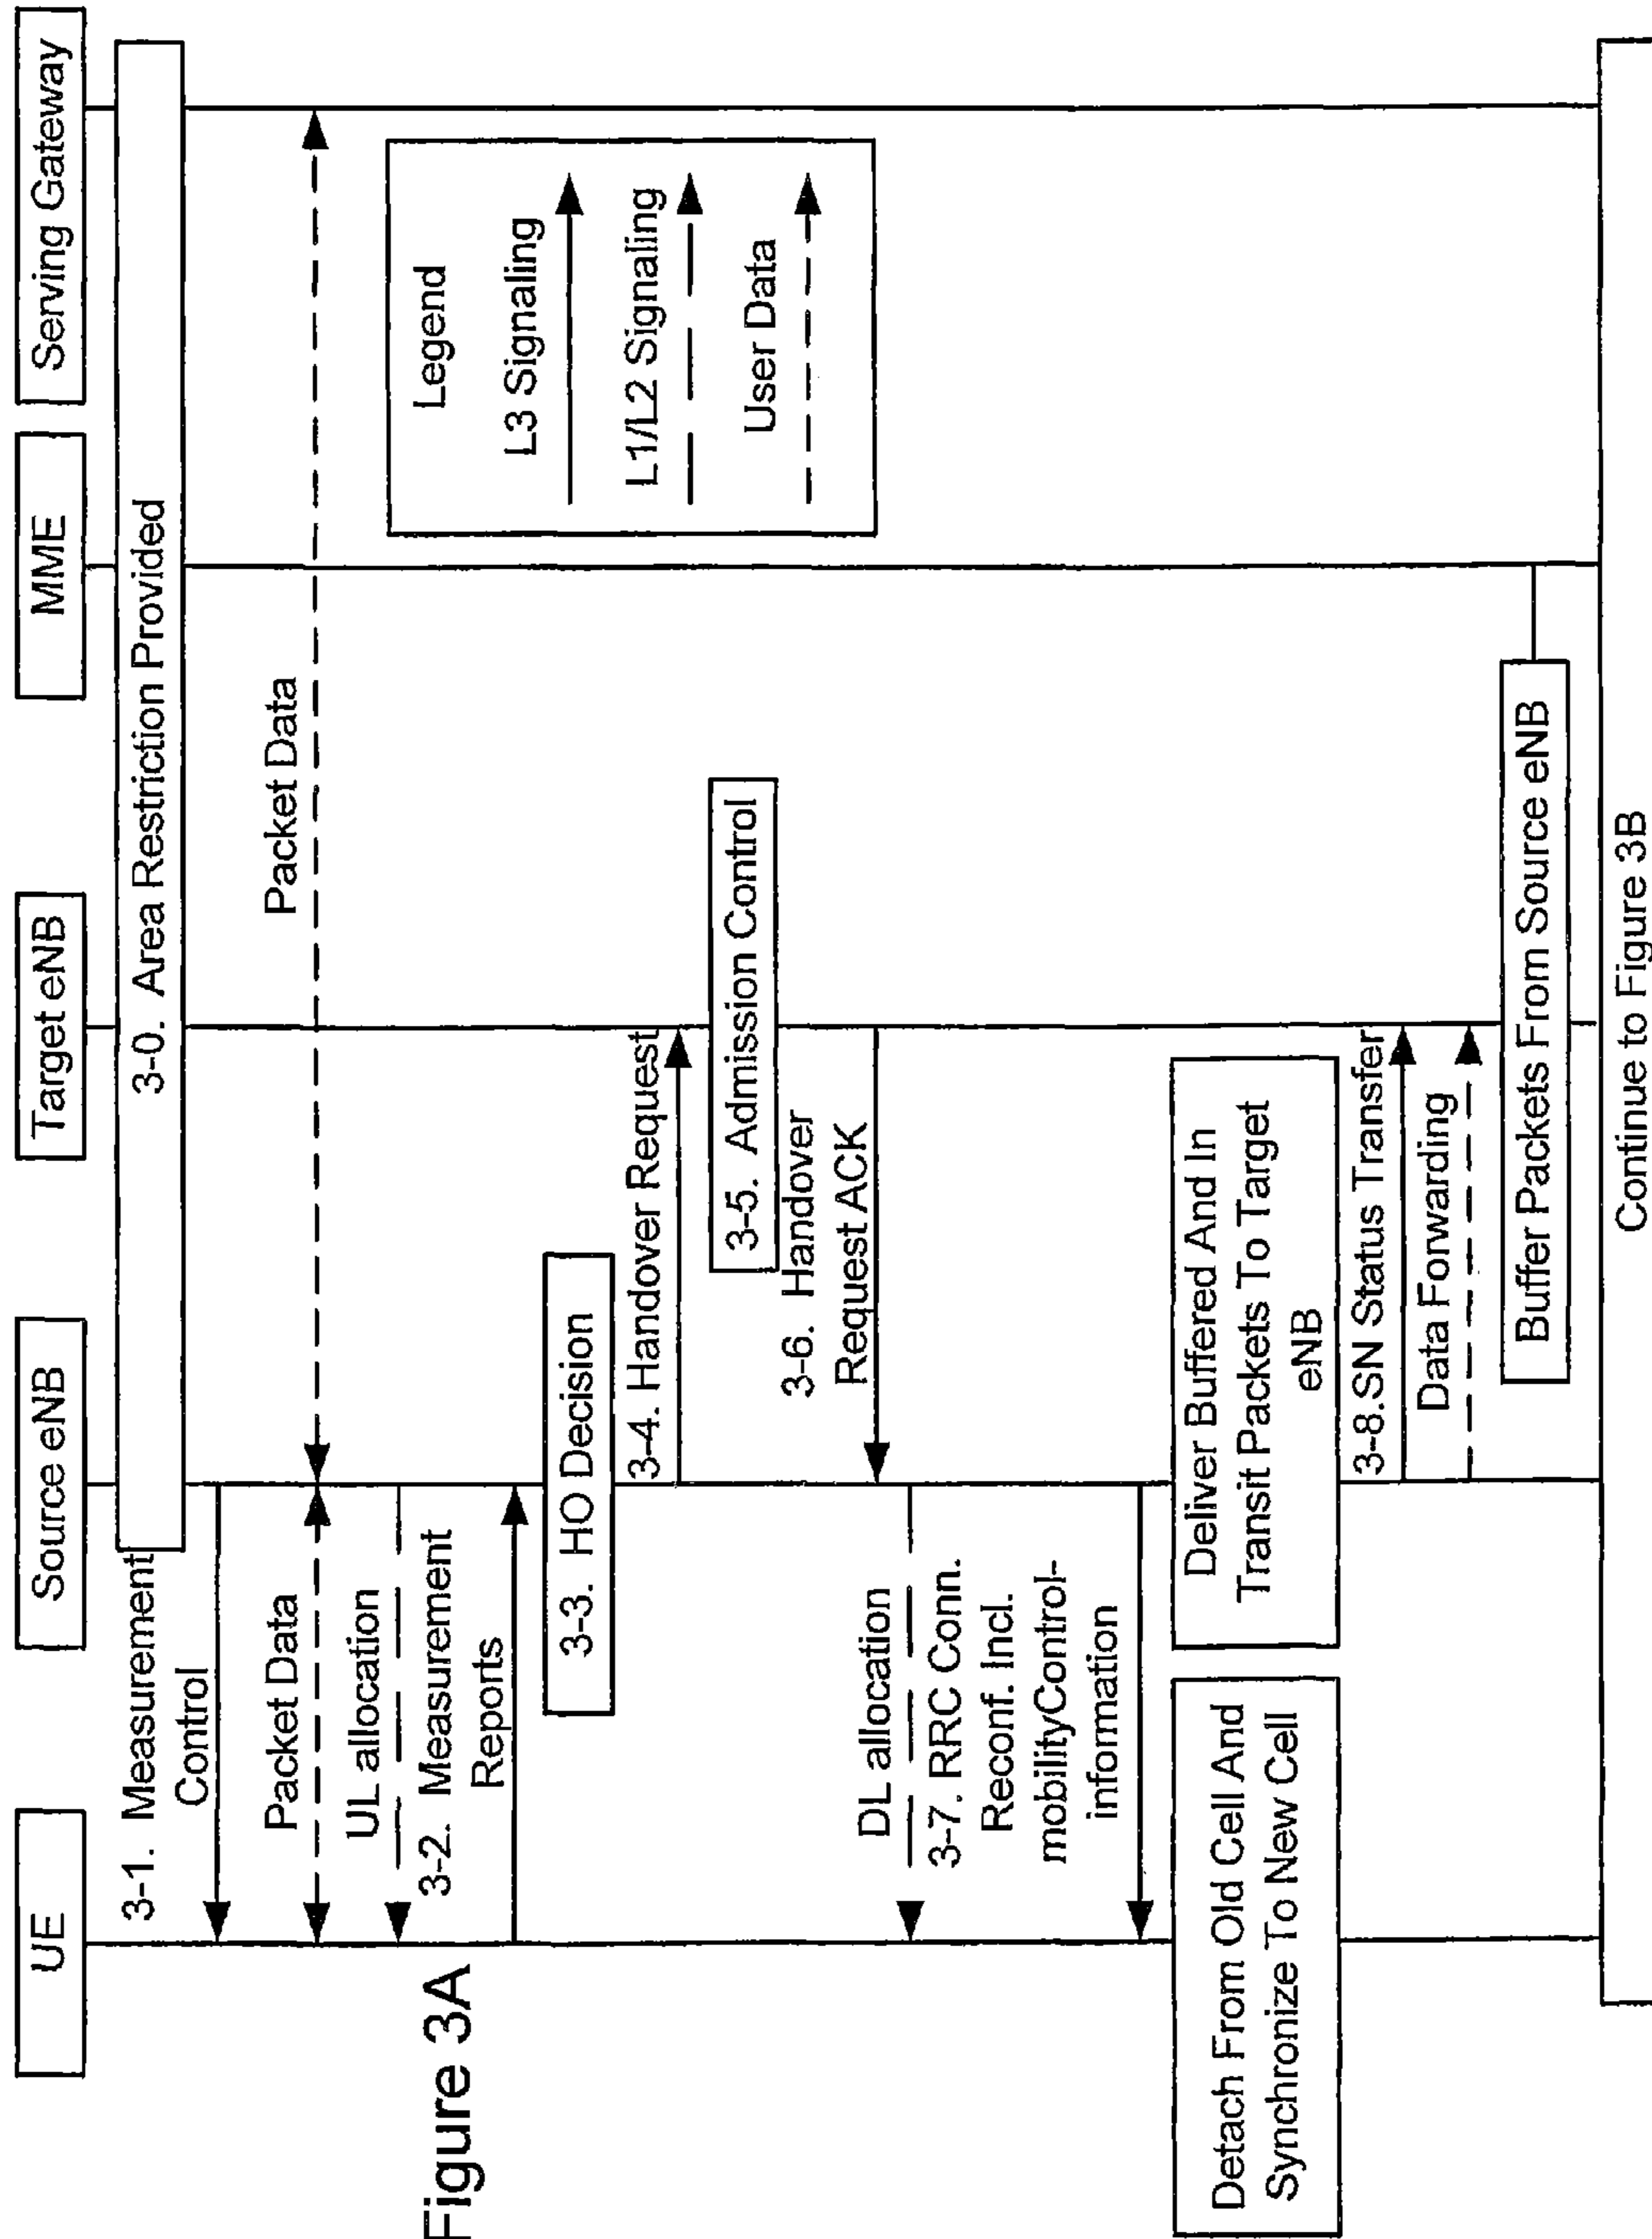 Figure 3A
UE
Source eNB
Target eNB
MME
Serving Gateway
3-0. Area Restriction Provided
3-1. Measurement
Control
Packet Data
Packet Data
UL allocation
3-2. Measurement
Reports
Legend
L3 Signaling
L1/L2 Signaling
User Data
3-3. HO Decision
3-4. Handover Request
3-5. Admission Control
3-6. Handover
Request ACK
DL allocation
3-7. RRC Conn.
Reconf. Incl.
mobilityControl-
information
Detach From Old Cell And
Synchronize To New Cell
Deliver Buffered And In
Transit Packets To Target
eNB
3-8.SN Status Transfer
Data Forwarding
Buffer Packets From Source eNB
Continue to Figure 3B